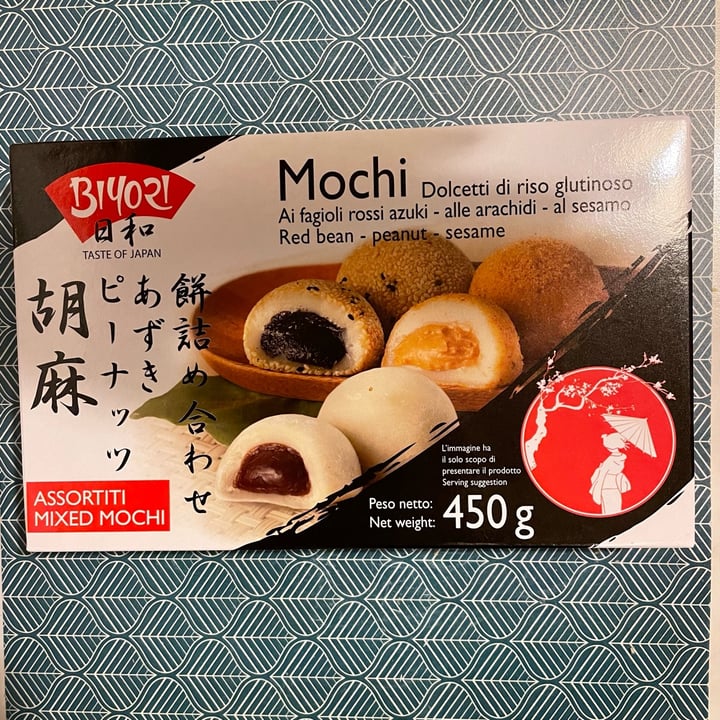 BIYORI
日和
TASTE OF JAPAN
Mochi Dolcetti di riso glutinoso
Ai fagioli rossi azuki - alle arachidi - al sesamo
Red bean - peanut - sesame
餅詰め合わせ
あずき
ピーナッツ
胡麻
ASSORTITI
MIXED MOCHI
L'immagine ha
il solo scopo di
presentare il prodotto
Serving suggestion
Peso netto:
Net weight: 450 g